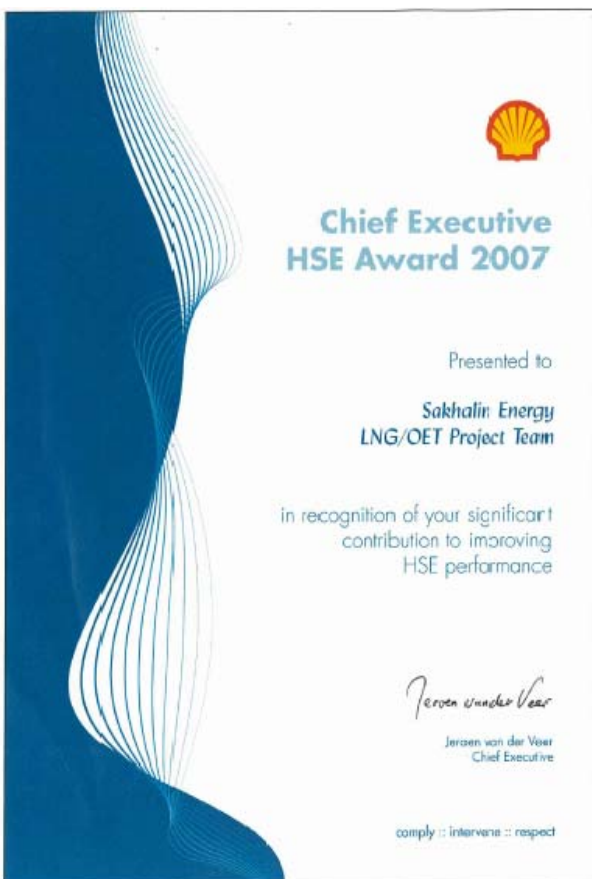 Chief Executive
HSE Award 2007
Presented to
Sakhalin Energy
LNG/OET Project Team
in recognition of your significant
contribution to improving
HSE performance
Jeroen van der Veer
Jeroen van der Veer
Chief Executive
comply :: intervene :: respect